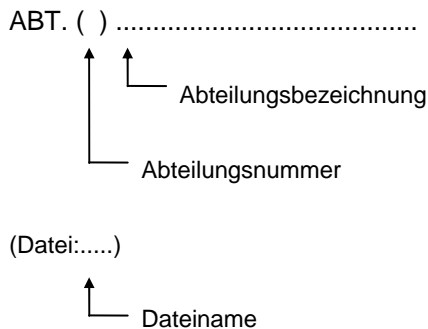 ABT. ( ) .........................................
Abteilungsbezeichnung
Abteilungsnummer
(Datei:.....)
Dateiname